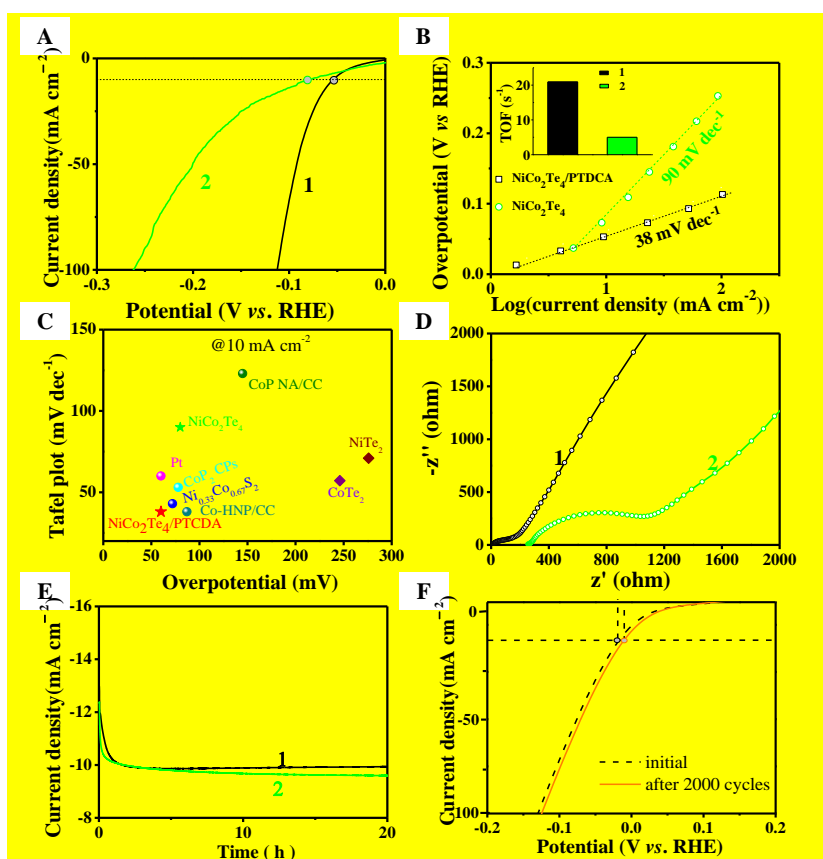 A
0
-50
-100
Current density(mA cm⁻²)
2
1
-0.3
-0.2
-0.1
0.0
Potential (V vs. RHE)
B
0.3
0.2
0.1
0.0
Overpotential (V vs RHE)
20
10
0
TOF (s⁻¹)
1
2
NiCo₂Te₄/PTDCA
NiCo₂Te₄
90 mV dec⁻¹
38 mV dec⁻¹
1
2
Log(current density (mA cm⁻²))
C
150
100
50
Tafel plot (mV dec⁻¹)
@10 mA cm⁻²
CoP NA/CC
NiCo₂Te₄
NiTe₂
Pt
CoP₂ CPs
CoTe₂
Ni₀.₃₃Co₀.₆₇S₂
NiCo₂Te₄/PTCDA
Co-HNP/CC
0
50
100
150
200
250
300
Overpotential (mV)
D
2000
1600
1200
800
400
0
-z'' (ohm)
1
2
0
400
800
1200
1600
2000
z' (ohm)
E
-16
-14
-12
-10
-8
Current density(mA cm⁻²)
1
2
0
10
20
Time ( h )
F
0
-50
-100
Current density(mA cm⁻²)
initial
after 2000 cycles
-0.2
-0.1
0.0
0.1
0.2
Potential (V vs. RHE)